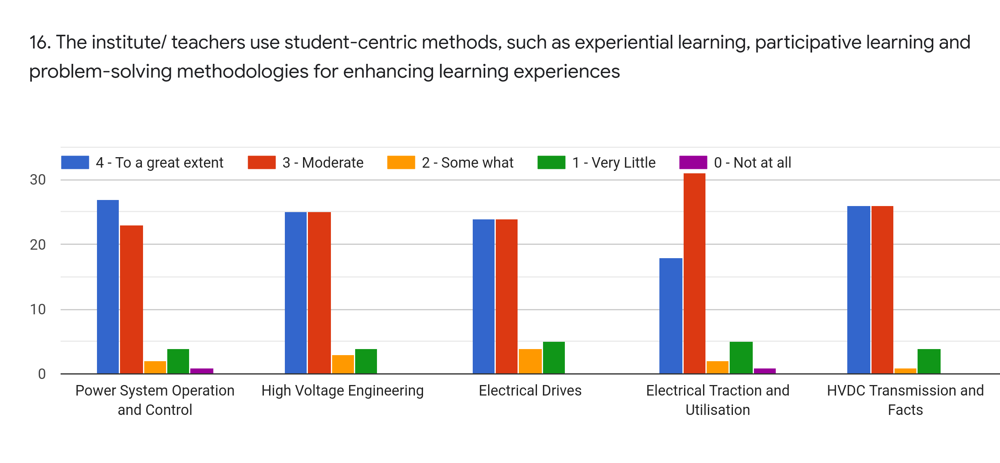 16. The institute/ teachers use student-centric methods, such as experiential learning, participative learning and
problem-solving methodologies for enhancing learning experiences
4 - To a great extent
3 - Moderate
2 - Some what
1 - Very Little
0 - Not at all
30
20
10
0
Power System Operation
and Control
High Voltage Engineering
Electrical Drives
Electrical Traction and
Utilisation
HVDC Transmission and
Facts